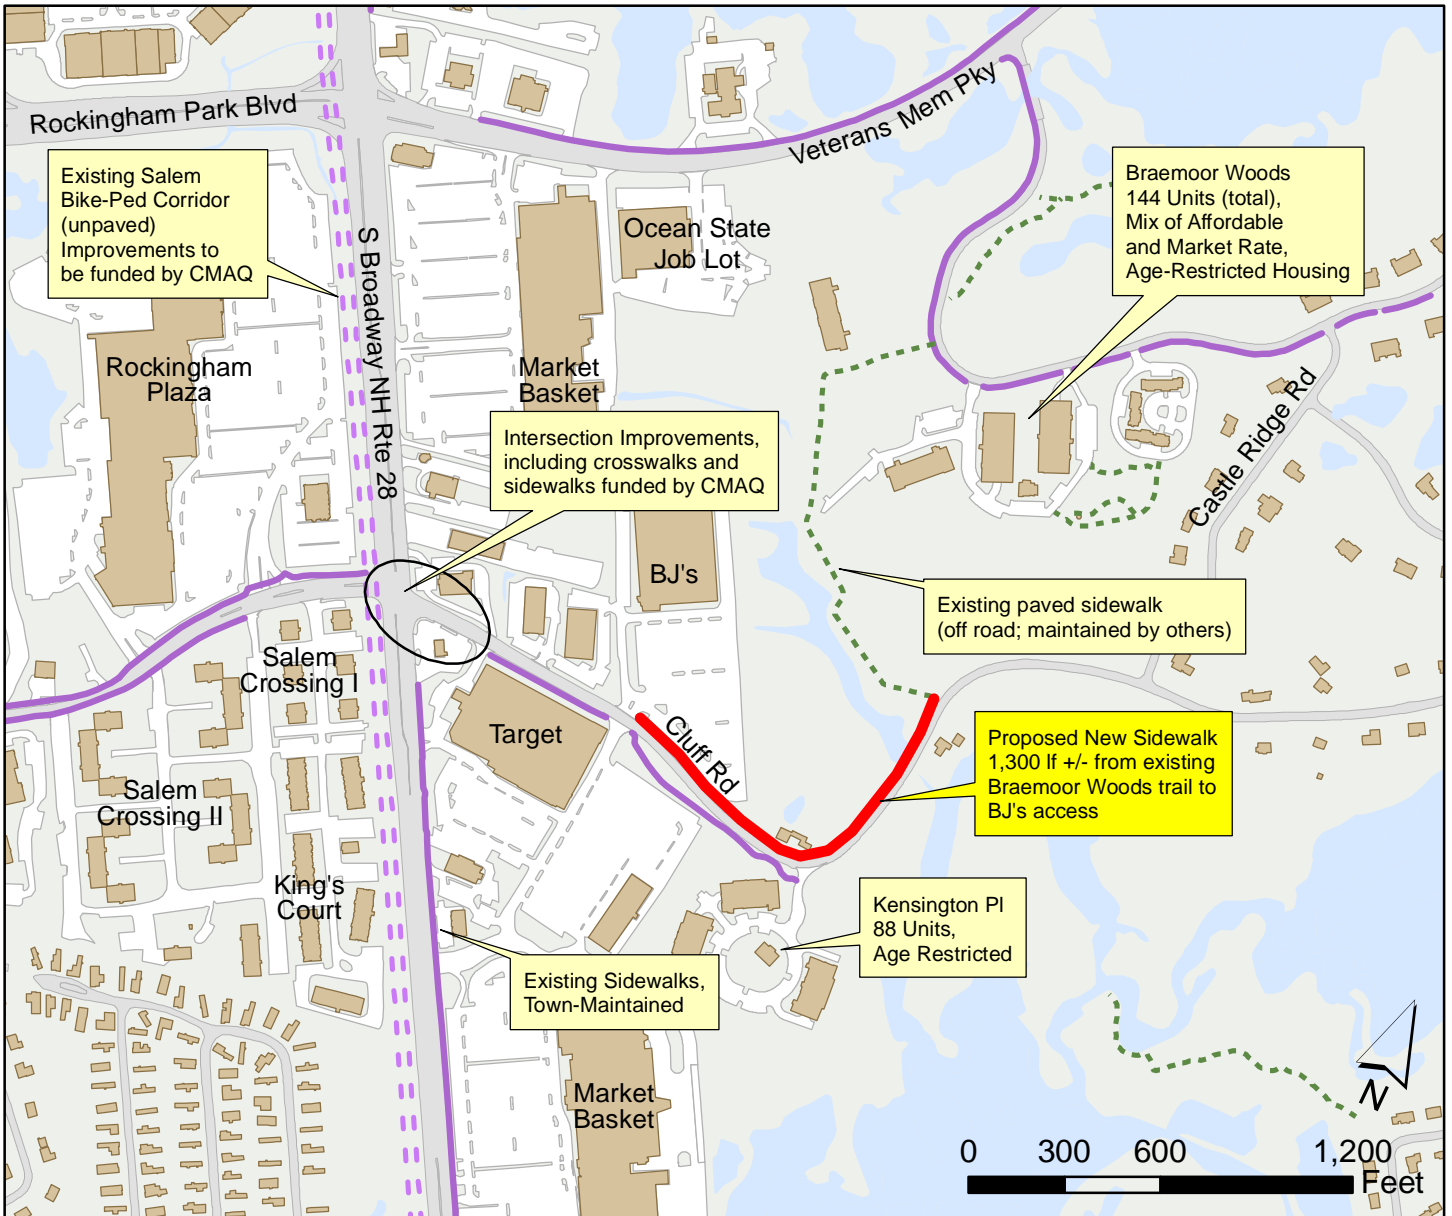 Rockingham Park Blvd
Veterans Mem Pky
Existing Salem
Bike-Ped Corridor
(unpaved)
Improvements to
be funded by CMAQ
Braemoor Woods
144 Units (total),
Mix of Affordable
and Market Rate,
Age-Restricted Housing
Ocean State
Job Lot
S Broadway NH Rte 28
Rockingham
Plaza
Market
Basket
Castle Ridge Rd
Intersection Improvements,
including crosswalks and
sidewalks funded by CMAQ
BJ's
Existing paved sidewalk
(off road; maintained by others)
Salem
Crossing I
Target
Cluff Rd
Proposed New Sidewalk
1,300 lf +/- from existing
Braemoor Woods trail to
BJ's access
Salem
Crossing II
King's
Court
Kensington Pl
88 Units,
Age Restricted
Existing Sidewalks,
Town-Maintained
Market
Basket
N
0 300 600 1,200
Feet